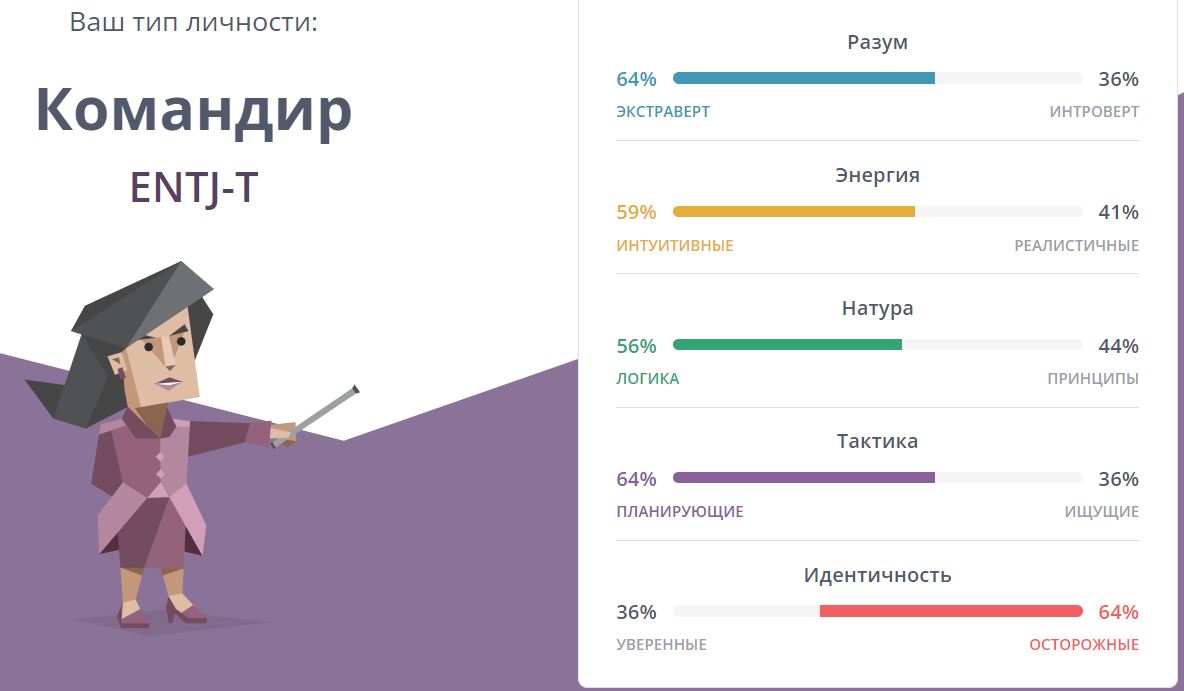 Ваш тип личности:
Командир
ENTJ-T
Разум
64% 36%
ЭКСТРАВЕРТ ИНТРОВЕРТ
Энергия
59% 41%
ИНТУИТИВНЫЕ РЕАЛИСТИЧНЫЕ
Натура
56% 44%
ЛОГИКА ПРИНЦИПЫ
Тактика
64% 36%
ПЛАНИРУЮЩИЕ ИЩУЩИЕ
Идентичность
36% 64%
УВЕРЕННЫЕ ОСТОРОЖНЫЕ